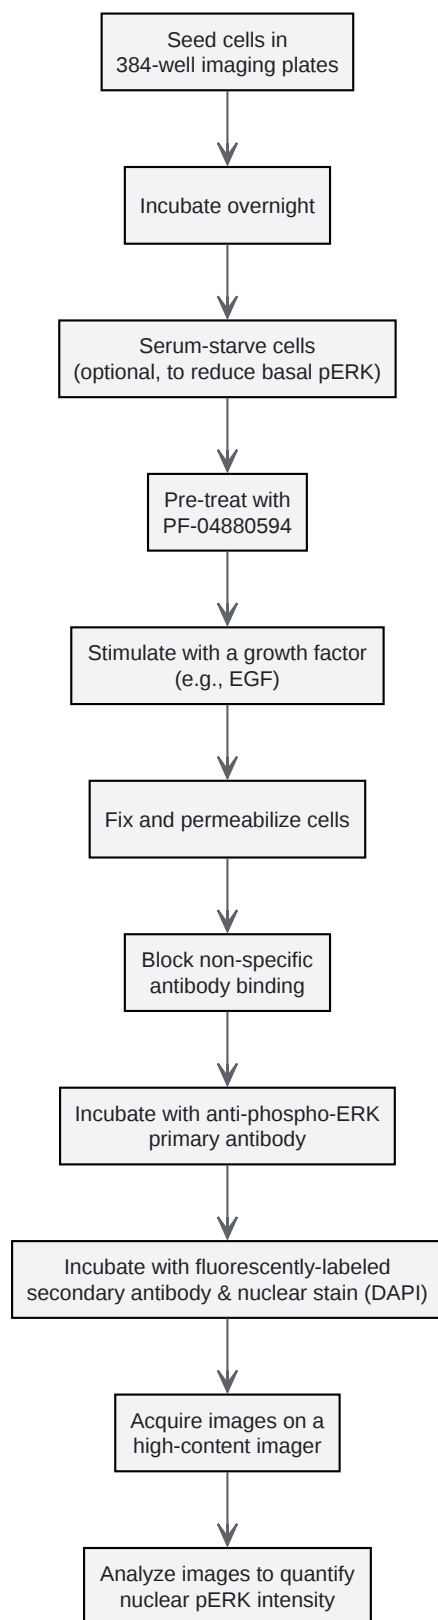 Seed cells in
384-well imaging plates
Incubate overnight
Serum-starve cells
(optional, to reduce basal pERK)
Pre-treat with
PF-04880594
Stimulate with a growth factor
(e.g., EGF)
Fix and permeabilize cells
Block non-specific
antibody binding
Incubate with anti-phospho-ERK
primary antibody
Incubate with fluorescently-labeled
secondary antibody & nuclear stain (DAPI)
Acquire images on a
high-content imager
Analyze images to quantify
nuclear pERK intensity